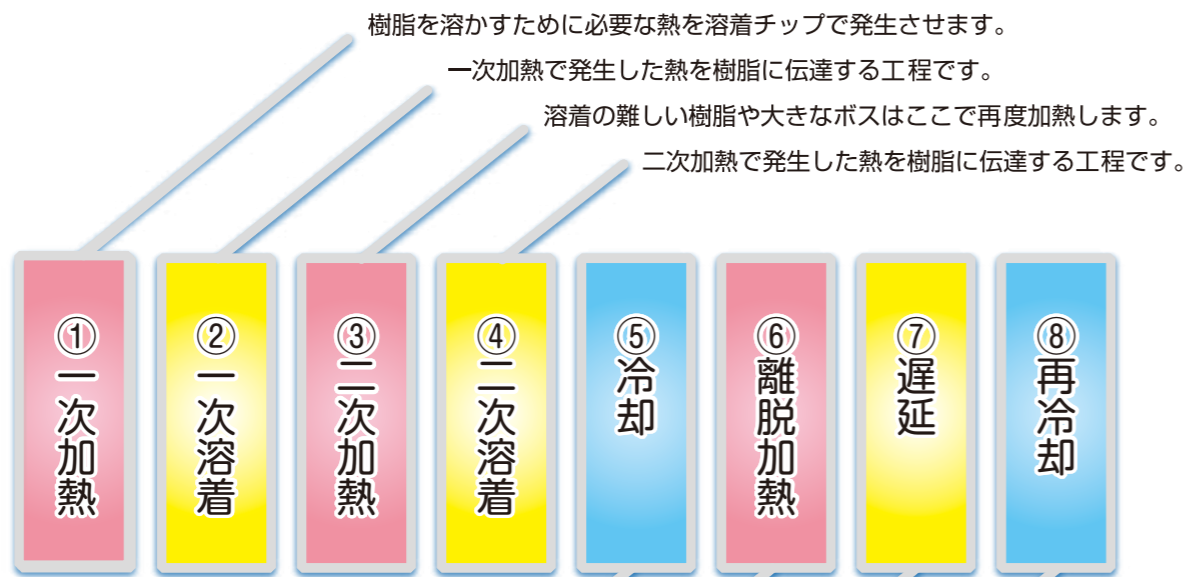 樹脂を溶かすために必要な熱を溶着チップで発生させます。
一次加熱で発生した熱を樹脂に伝達する工程です。
溶着の難しい樹脂や大きなボスはここで再度加熱します。
二次加熱で発生した熱を樹脂に伝達する工程です。
①一次加熱
②一次溶着
③二次加熱
④二次溶着
⑤冷却
⑥離脱加熱
⑦遅延
⑧再冷却